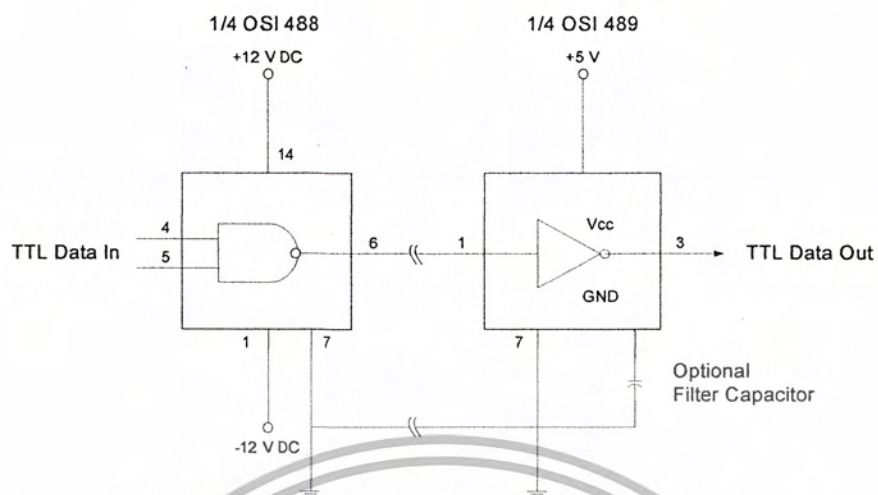 1/4 OSI 488
1/4 OSI 489
+12 V DC
+5 V
14
4
TTL Data In
5
6
1
Vcc
3
TTL Data Out
GND
1
7
7
Optional
Filter Capacitor
-12 V DC